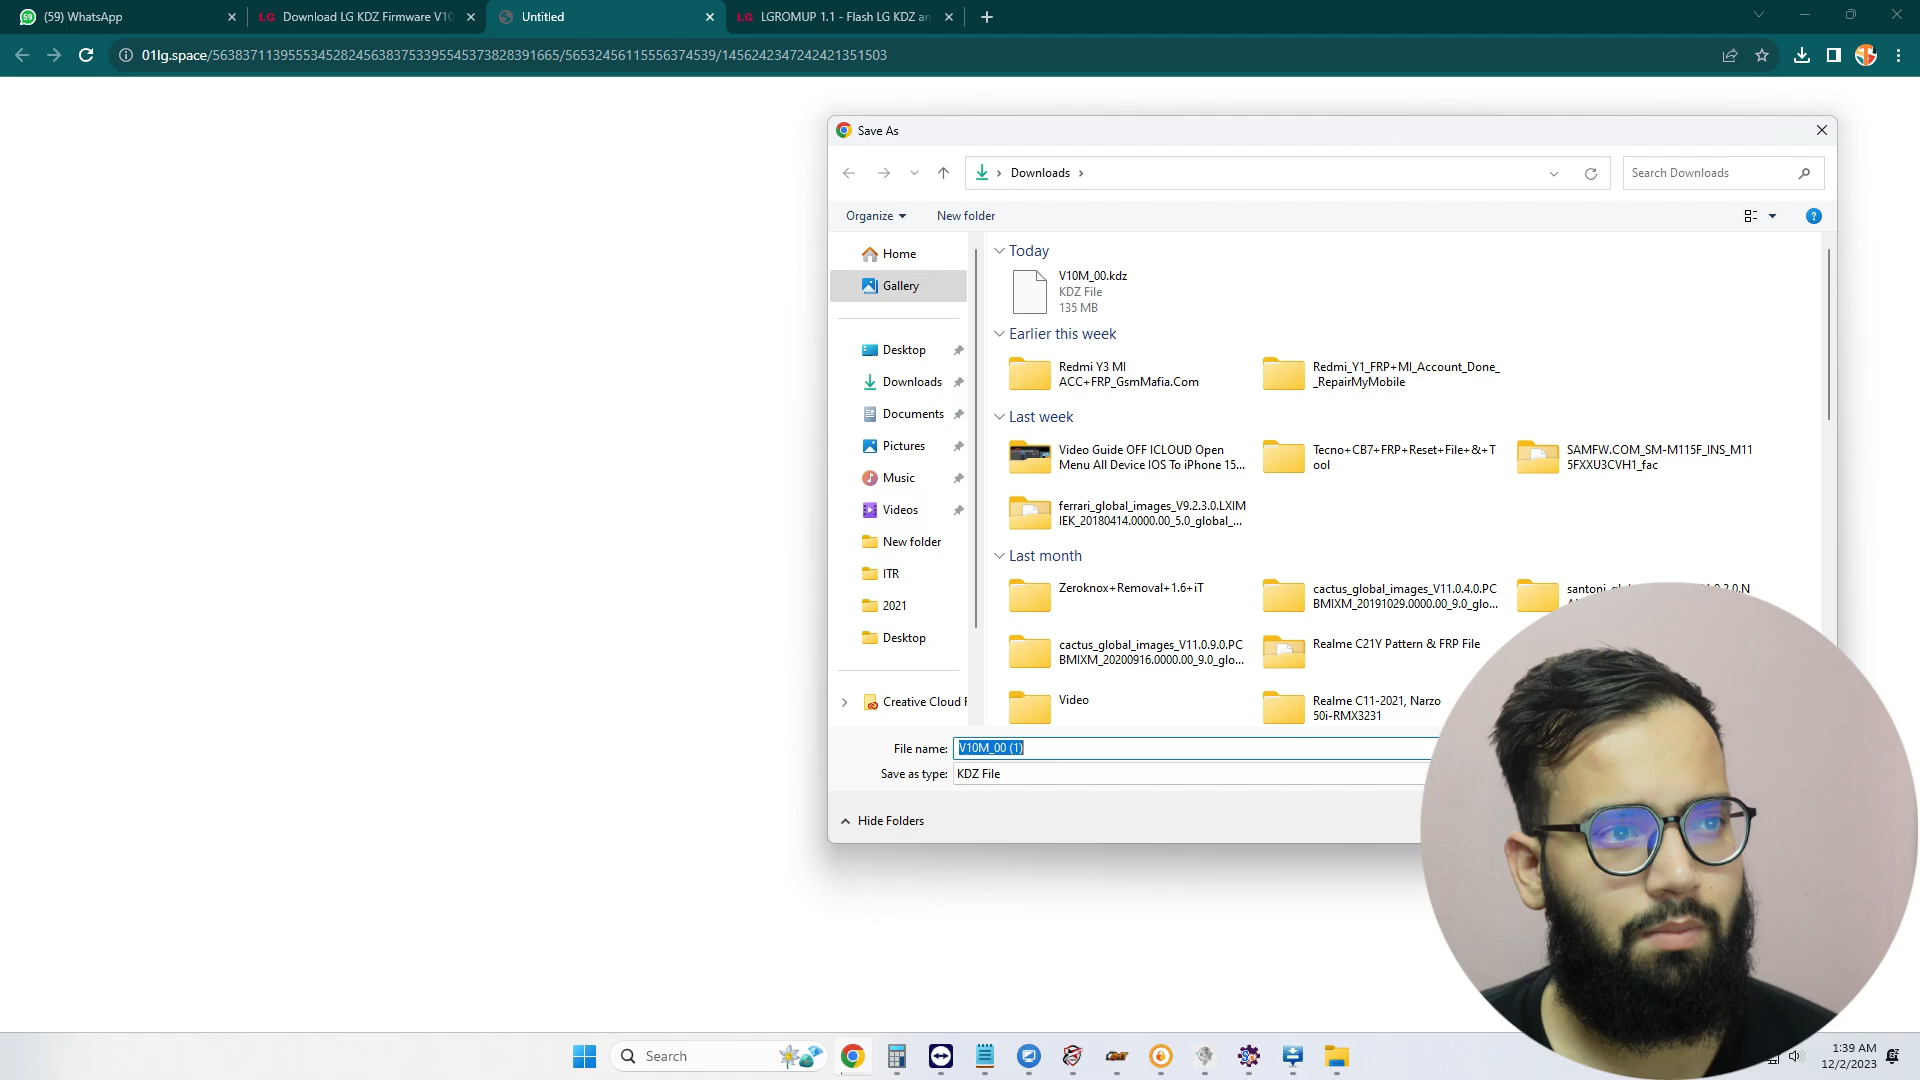 (59) WhatsApp
LG Download LG KDZ Firmware V10
Untitled
LG LGROMUP 1.1 - Flash LG KDZ an
01lg.space/5638371139555345282456383753395545373828391665/56532456115556374539/1456242347242421351503
Save As
Downloads
Search Downloads
Organize
New folder
Home
Gallery
Desktop
Downloads
Documents
Pictures
Music
Videos
New folder
ITR
2021
Desktop
Creative Cloud F
Today
V10M_00.kdz
KDZ File
135 MB
Earlier this week
Redmi Y3 MI
ACC+FRP_GsmMafia.Com
Redmi_Y1_FRP+MI_Account_Done_
_RepairMyMobile
Last week
Video Guide OFF ICLOUD Open
Menu All Device IOS To iPhone 15...
Tecno+CB7+FRP+Reset+File+&+T
ool
SAMFW.COM_SM-M115F_INS_M11
5FXXU3CVH1_fac
ferrari_global_images_V9.2.3.0.LXIM
IEK_20180414.0000.00_5.0_global_...
Last month
Zeroknox+Removal+1.6+iT
cactus_global_images_V11.0.4.0.PC
BMIXM_20191029.0000.00_9.0_glo...
cactus_global_images_V11.0.9.0.PC
BMIXM_20200916.0000.00_9.0_glo...
Realme C21Y Pattern & FRP File
Video
Realme C11-2021, Narzo
50i-RMX3231
File name: V10M_00 (1)
Save as type: KDZ File
Hide Folders
Search
1:39 AM
12/2/2023